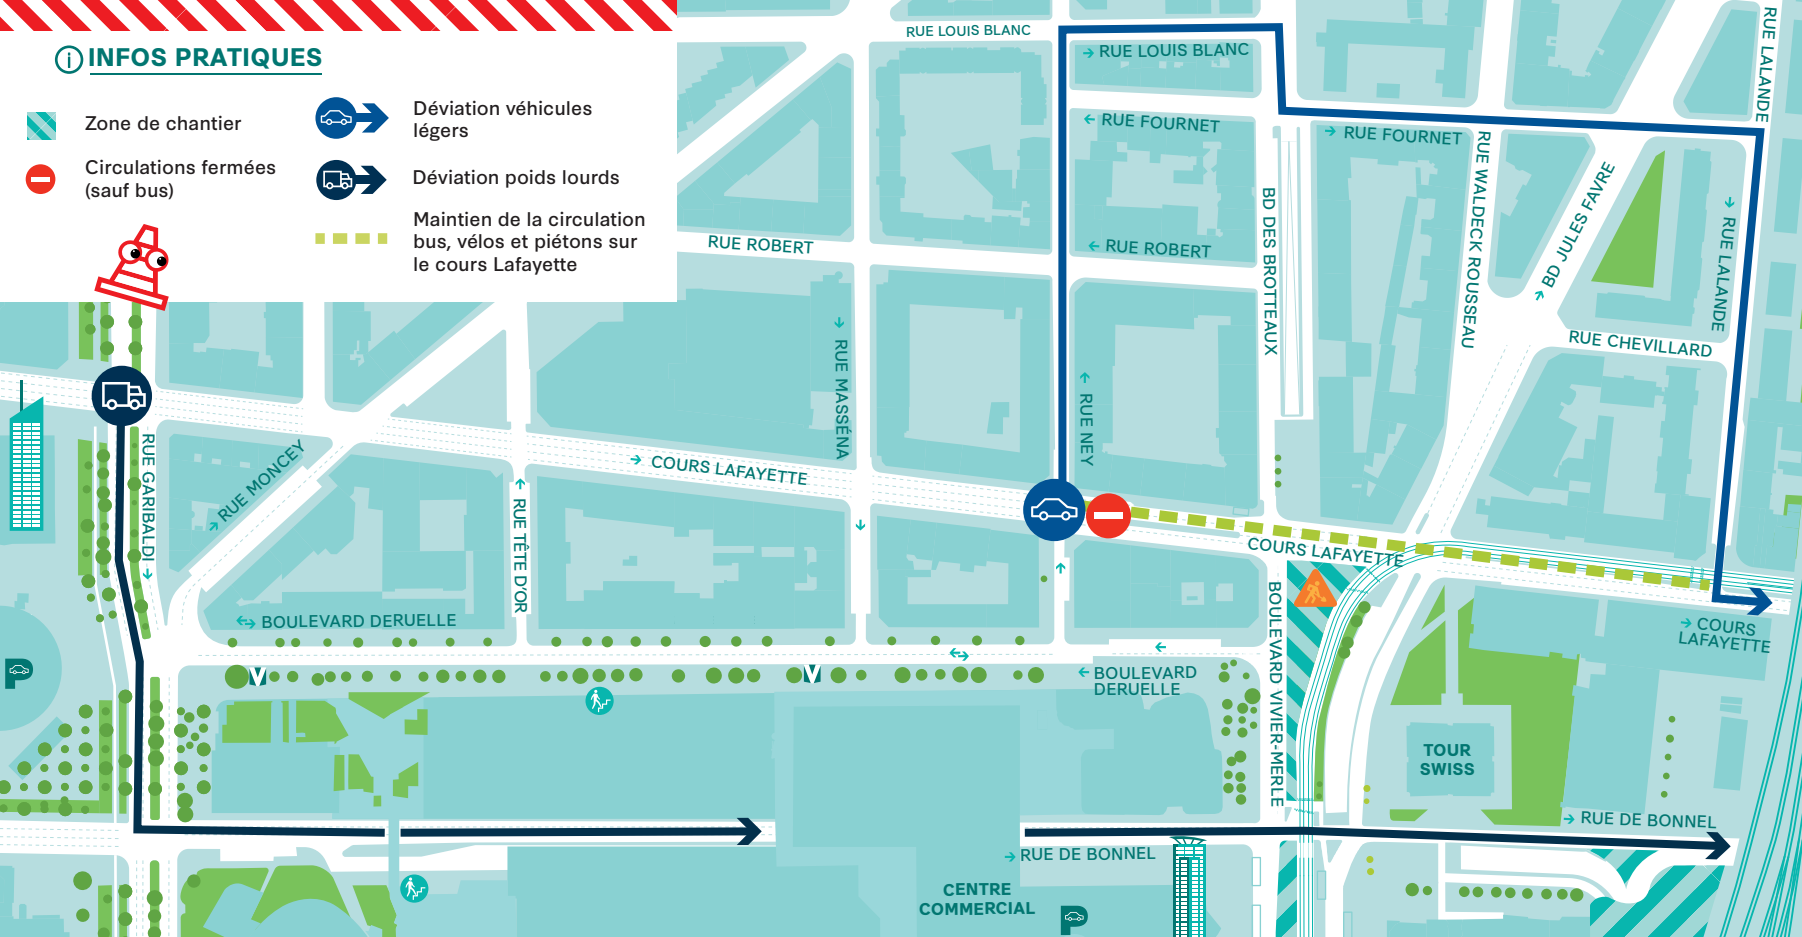 INFOS PRATIQUES
Zone de chantier
Circulations fermées
(sauf bus)
Déviation véhicules
légers
Déviation poids lourds
Maintien de la circulation
bus, vélos et piétons sur
le cours Lafayette
RUE LOUIS BLANC
RUE LOUIS BLANC
RUE FOURNET
RUE FOURNET
RUE LALANDE
RUE ROBERT
RUE ROBERT
BD DES BROTTEAUX
RUE WALDECK ROUSSEAU
BD JULES FAVRE
RUE LALANDE
RUE CHEVILLARD
RUE MASSÉNA
RUE NEY
RUE GARIBALDI
RUE MONCEY
COURS LAFAYETTE
RUE TÊTE D'OR
COURS LAFAYETTE
BOULEVARD DERUELLE
BOULEVARD VIVIER-MERLE
COURS
LAFAYETTE
P
V
V
BOULEVARD
DERUELLE
TOUR
SWISS
RUE DE BONNEL
RUE DE BONNEL
CENTRE
COMMERCIAL
P